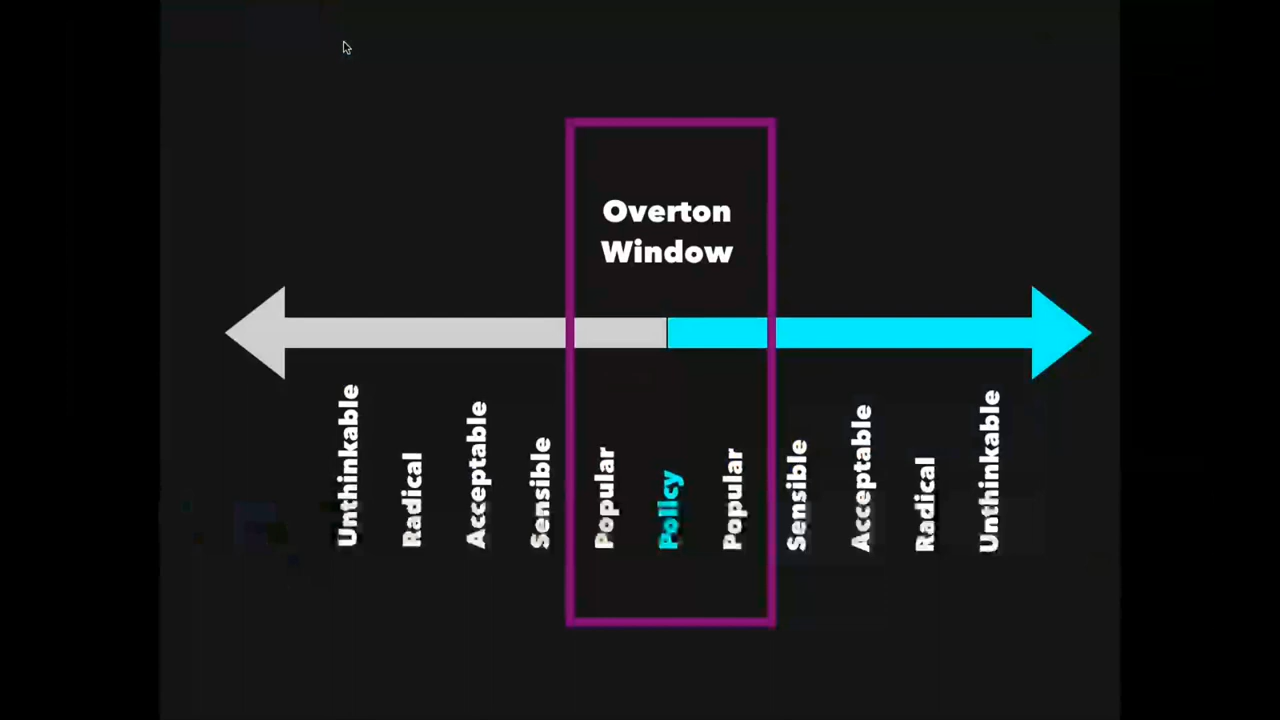 Overton
Window
Unthinkable
Radical
Acceptable
Sensible
Popular
Policy
Popular
Sensible
Acceptable
Radical
Unthinkable